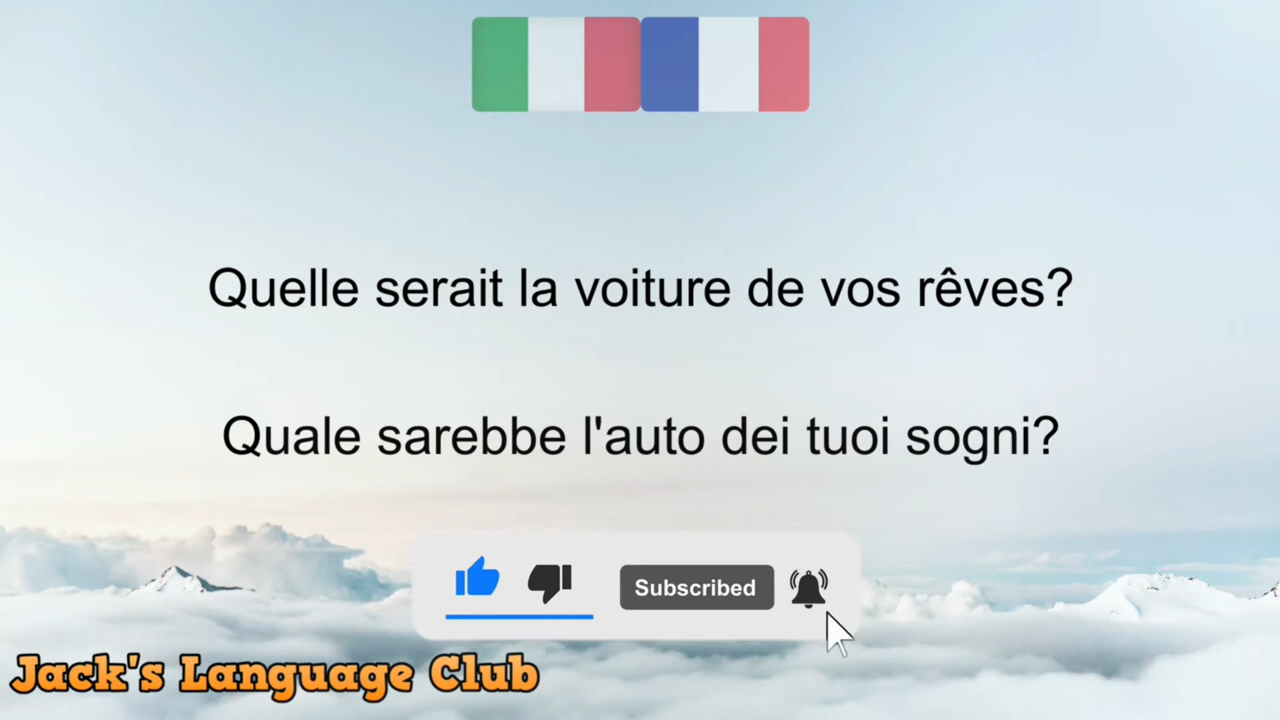 Quelle serait la voiture de vos rêves?
Quale sarebbe l'auto dei tuoi sogni?
Subscribed
Jack's Language Club